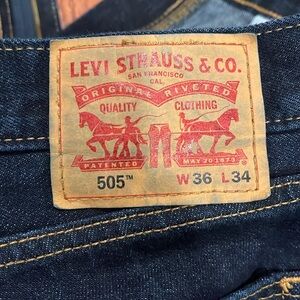 LEVI STRAUSS & CO.
SAN FRANCISCO
CAL
ORIGINAL RIVETED
QUALITY CLOTHING
PATENTED MAY 20 1873
505™ W 36 L 34